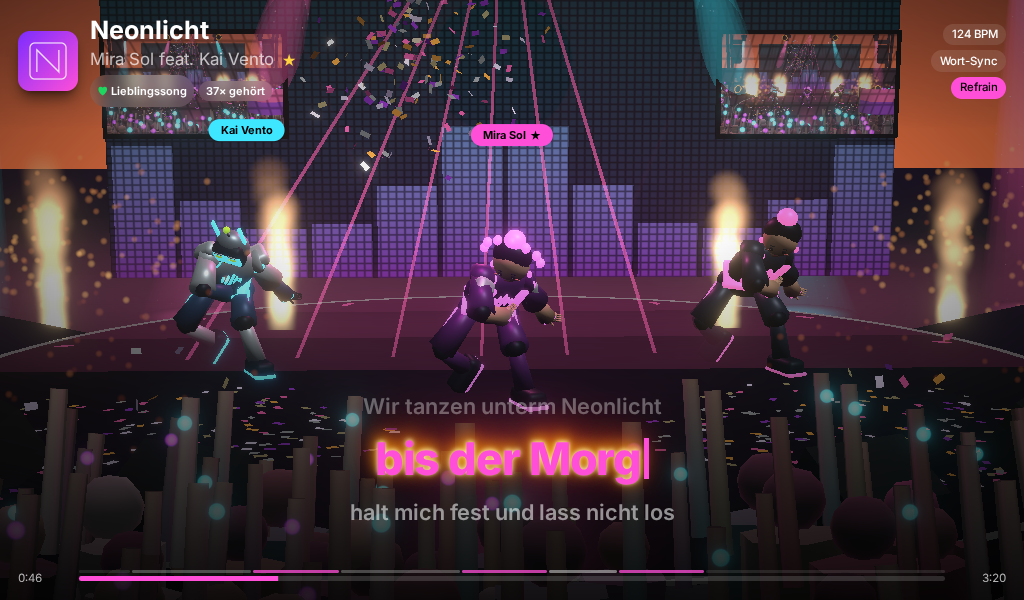 Neonlicht
Mira Sol feat. Kai Vento ★
Lieblingssong
37× gehört
124 BPM
Wort-Sync
Refrain
Kai Vento
Mira Sol ★
Wir tanzen unterm Neonlicht
bis der Morg
halt mich fest und lass nicht los
0:46
3:20